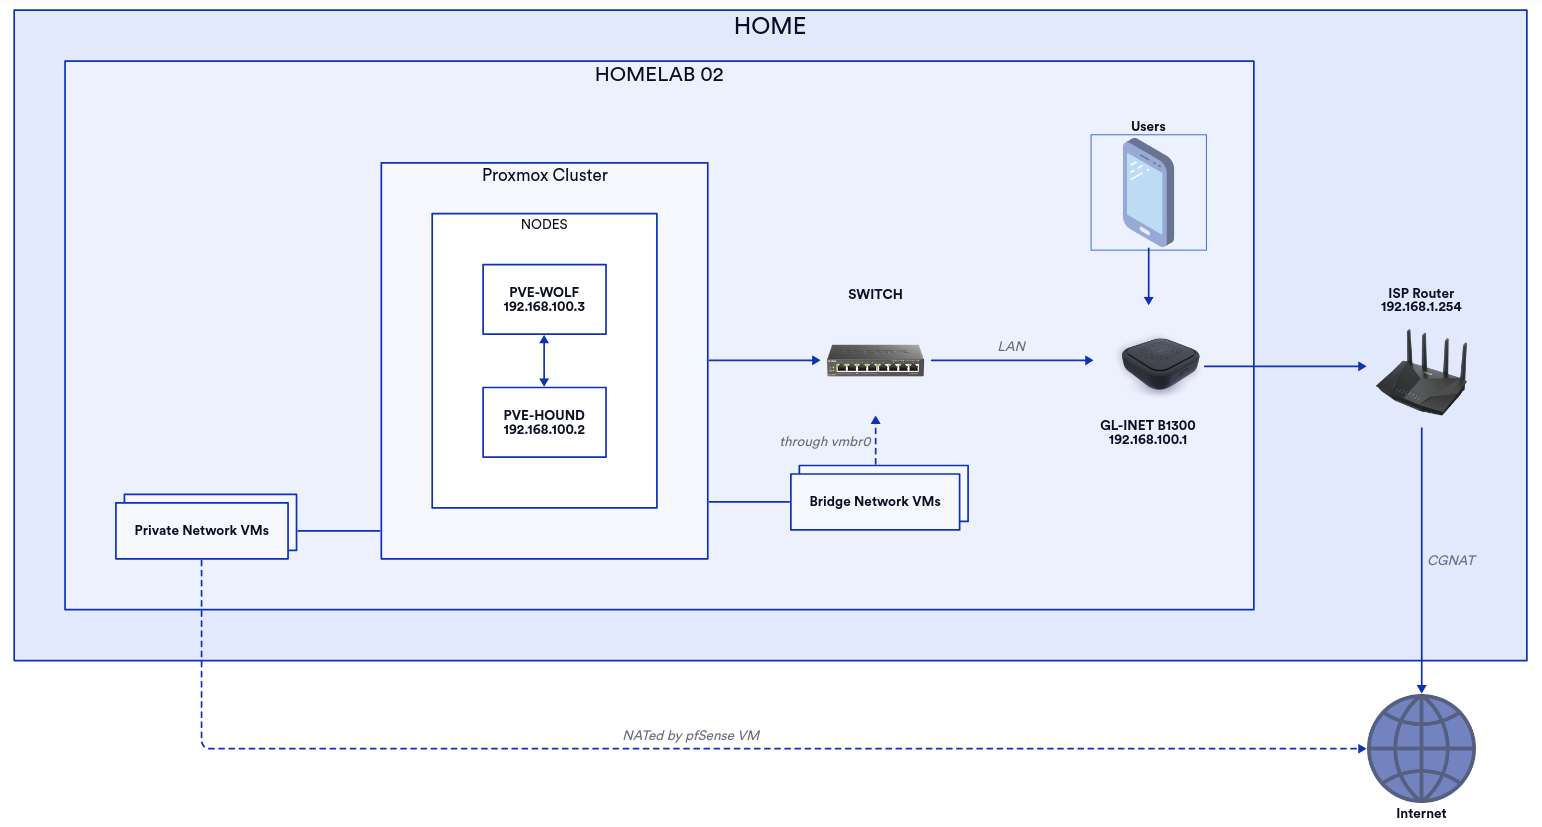 HOME
HOMELAB 02
Users
Proxmox Cluster
NODES
PVE-WOLF
192.168.100.3
SWITCH
ISP Router
192.168.1.254
LAN
PVE-HOUND
192.168.100.2
GL-INET B1300
192.168.100.1
through vmbr0
Bridge Network VMs
Private Network VMs
CGNAT
NATed by pfSense VM
Internet